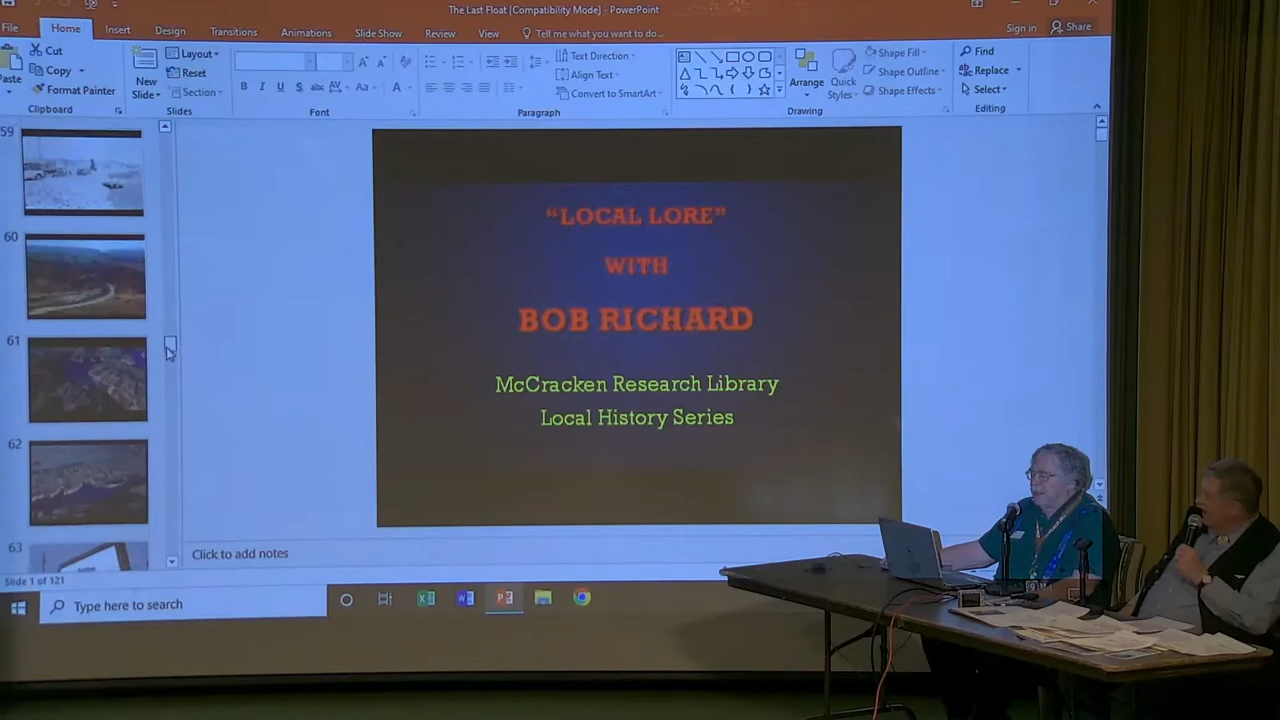 The Last Float [Compatibility Mode] - PowerPoint
File Home Insert Design Transitions Animations Slide Show Review View Tell me what you want to do... Sign in Share
Cut
Copy
Format Painter
Paste
Clipboard
New Slide
Layout
Reset
Section
Slides
B I U S abc AV Aa A
Font
Text Direction
Align Text
Convert to SmartArt
Paragraph
Arrange
Quick Styles
Shape Fill
Shape Outline
Shape Effects
Drawing
Find
Replace
Select
Editing
59
60
61
62
63
“LOCAL LORE”
WITH
BOB RICHARD
McCracken Research Library
Local History Series
Click to add notes
Slide 1 of 121
Type here to search